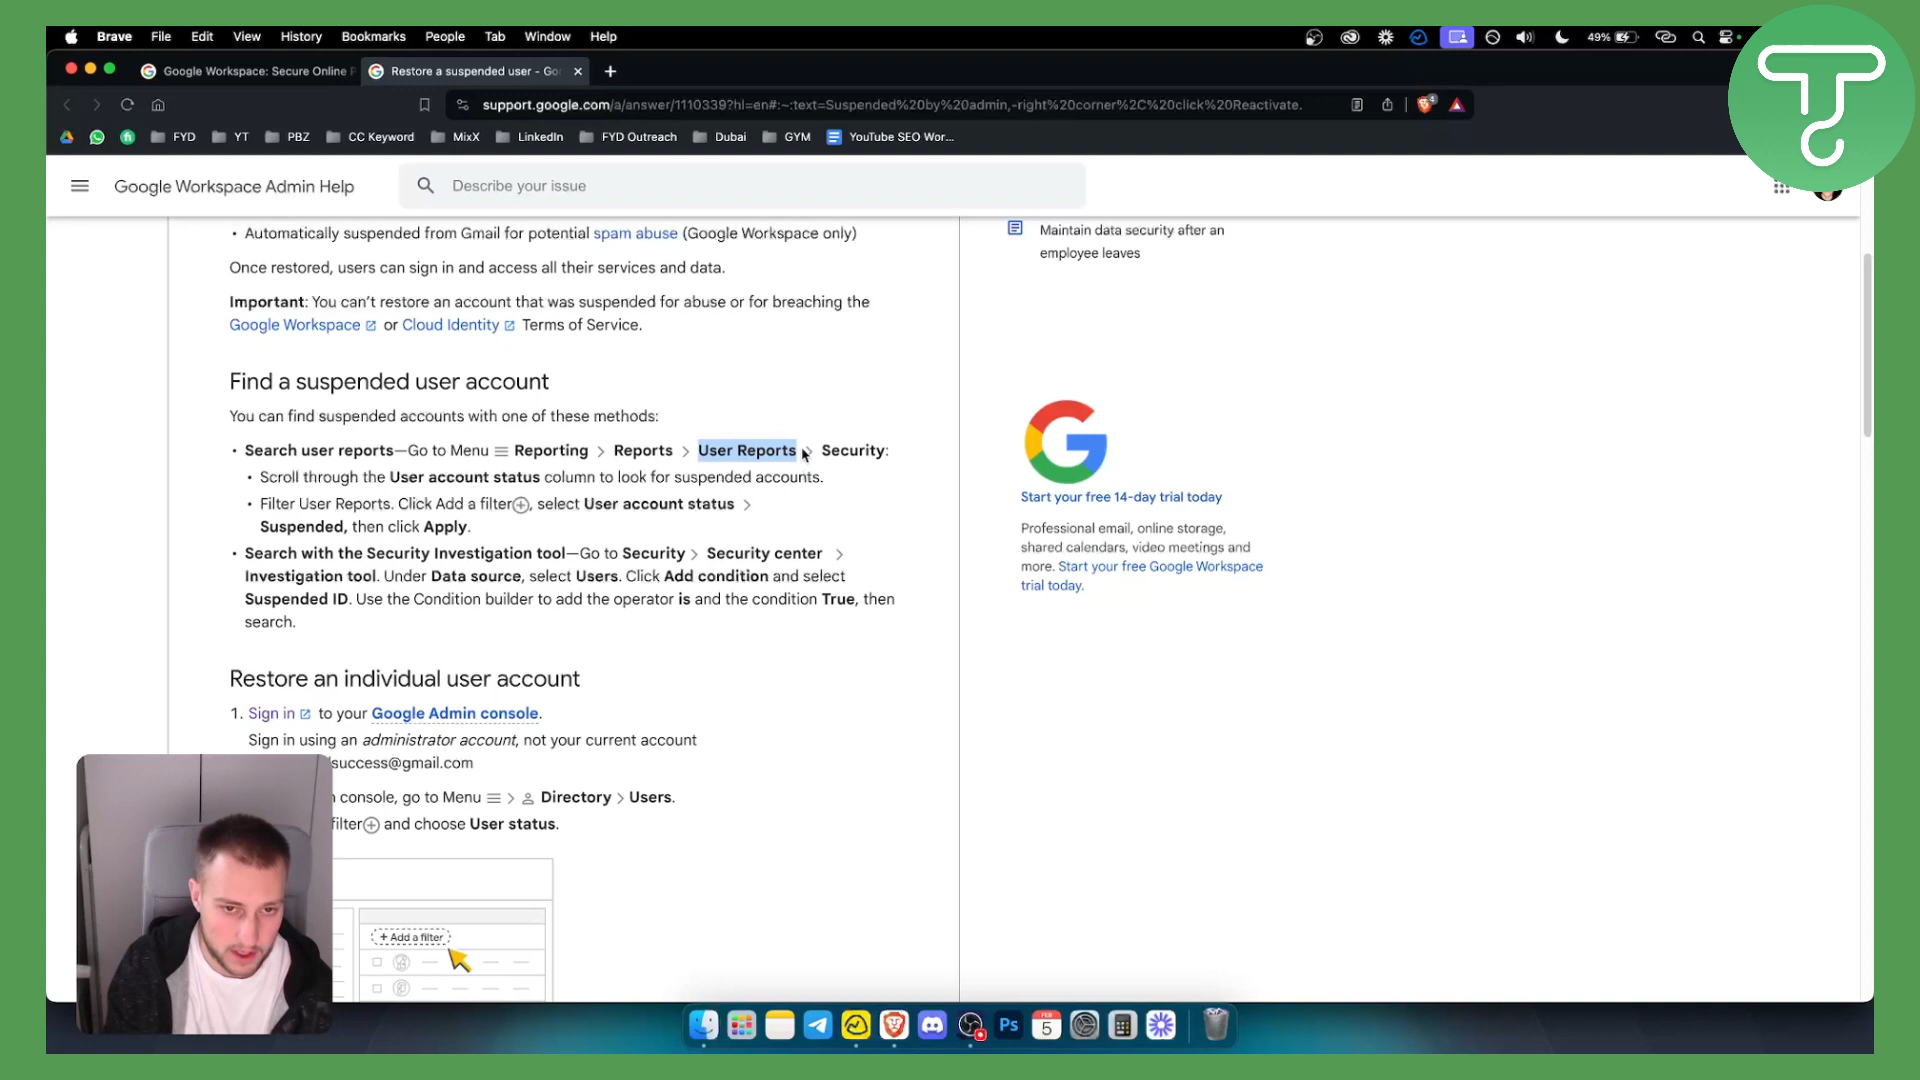 Brave File Edit View History Bookmarks People Tab Window Help 49%
Google Workspace: Secure Online P Restore a suspended user - Go
support.google.com/a/answer/1110339?hl=en#:~:text=Suspended%20by%20admin,-right%20corner%2C%20click%20Reactivate. 4
FYD YT PBZ CC Keyword MixX LinkedIn FYD Outreach Dubai GYM YouTube SEO Wor...
Google Workspace Admin Help Describe your issue
• Automatically suspended from Gmail for potential spam abuse (Google Workspace only)
Once restored, users can sign in and access all their services and data.
Important: You can't restore an account that was suspended for abuse or for breaching the
Google Workspace or Cloud Identity Terms of Service.
Find a suspended user account
You can find suspended accounts with one of these methods:
• Search user reports—Go to Menu Reporting > Reports > User Reports > Security:
• Scroll through the User account status column to look for suspended accounts.
• Filter User Reports. Click Add a filter, select User account status >
Suspended, then click Apply.
• Search with the Security Investigation tool—Go to Security > Security center >
Investigation tool. Under Data source, select Users. Click Add condition and select
Suspended ID. Use the Condition builder to add the operator is and the condition True, then
search.
Restore an individual user account
1. Sign in to your Google Admin console.
Sign in using an administrator account, not your current account
lsuccess@gmail.com
console, go to Menu > Directory > Users.
filter and choose User status.
+ Add a filter
Maintain data security after an
employee leaves
Start your free 14-day trial today
Professional email, online storage,
shared calendars, video meetings and
more. Start your free Google Workspace
trial today.
Ps FEB 5